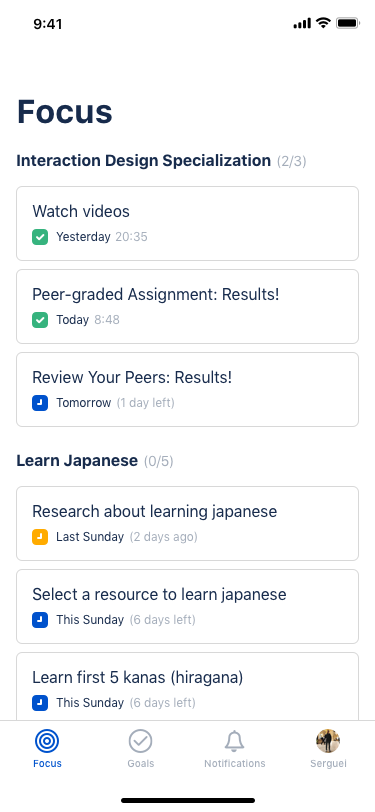 9:41
Focus
Interaction Design Specialization (2/3)
Watch videos
Yesterday 20:35
Peer-graded Assignment: Results!
Today 8:48
Review Your Peers: Results!
Tomorrow (1 day left)
Learn Japanese (0/5)
Research about learning japanese
Last Sunday (2 days ago)
Select a resource to learn japanese
This Sunday (6 days left)
Learn first 5 kanas (hiragana)
This Sunday (6 days left)
Focus Goals Notifications Serguei